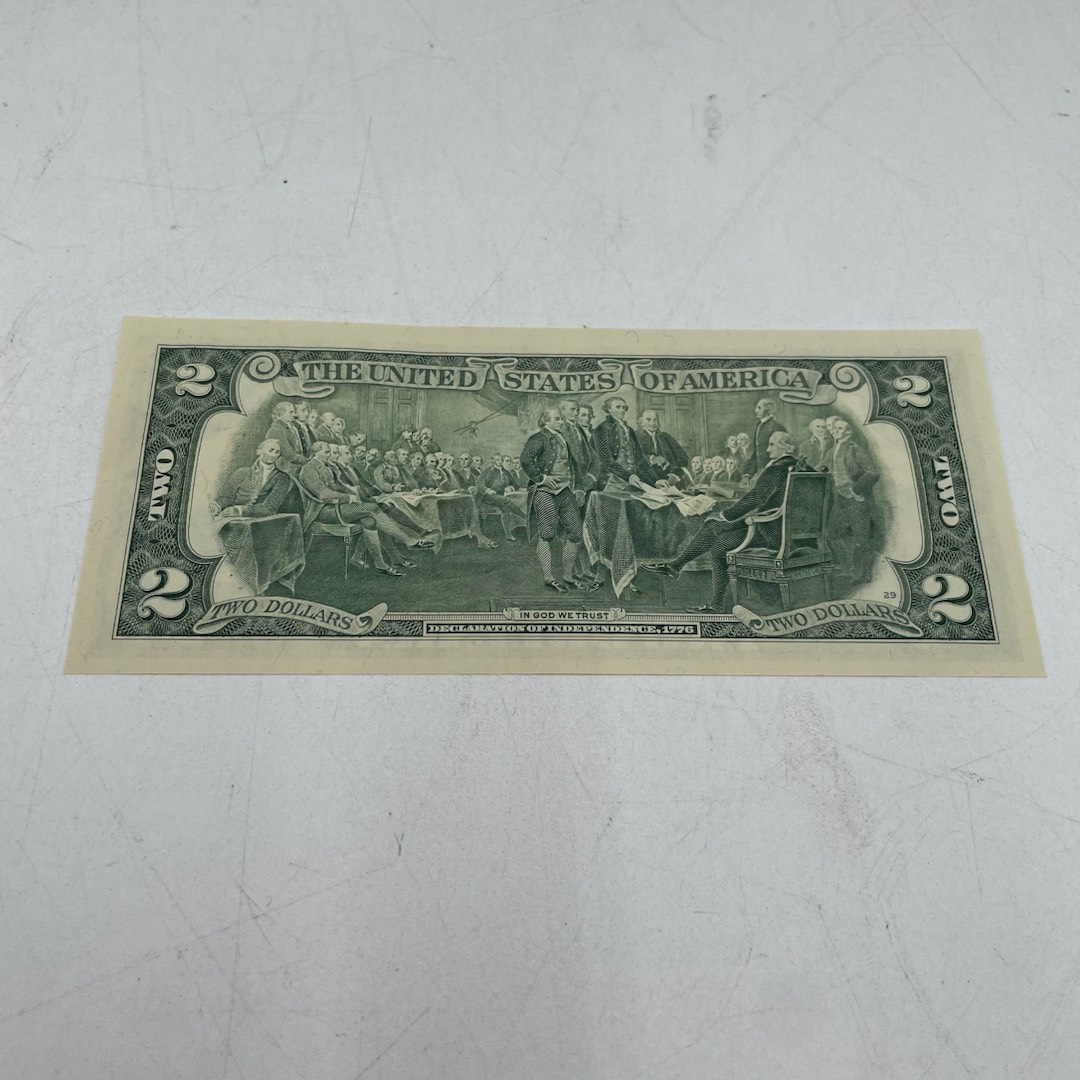 THE UNITED STATES OF AMERICA
2
2
TWO
TWO
2
2
29
TWO DOLLARS
IN GOD WE TRUST
TWO DOLLARS
DECLARATION OF INDEPENDENCE, 1776